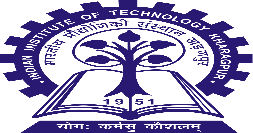 INDIAN INSTITUTE OF TECHNOLOGY KHARAGPUR
भारतीय प्रौद्योगिकी संस्थान खड़गपुर
1951
योगः कर्मसु कौशलम्